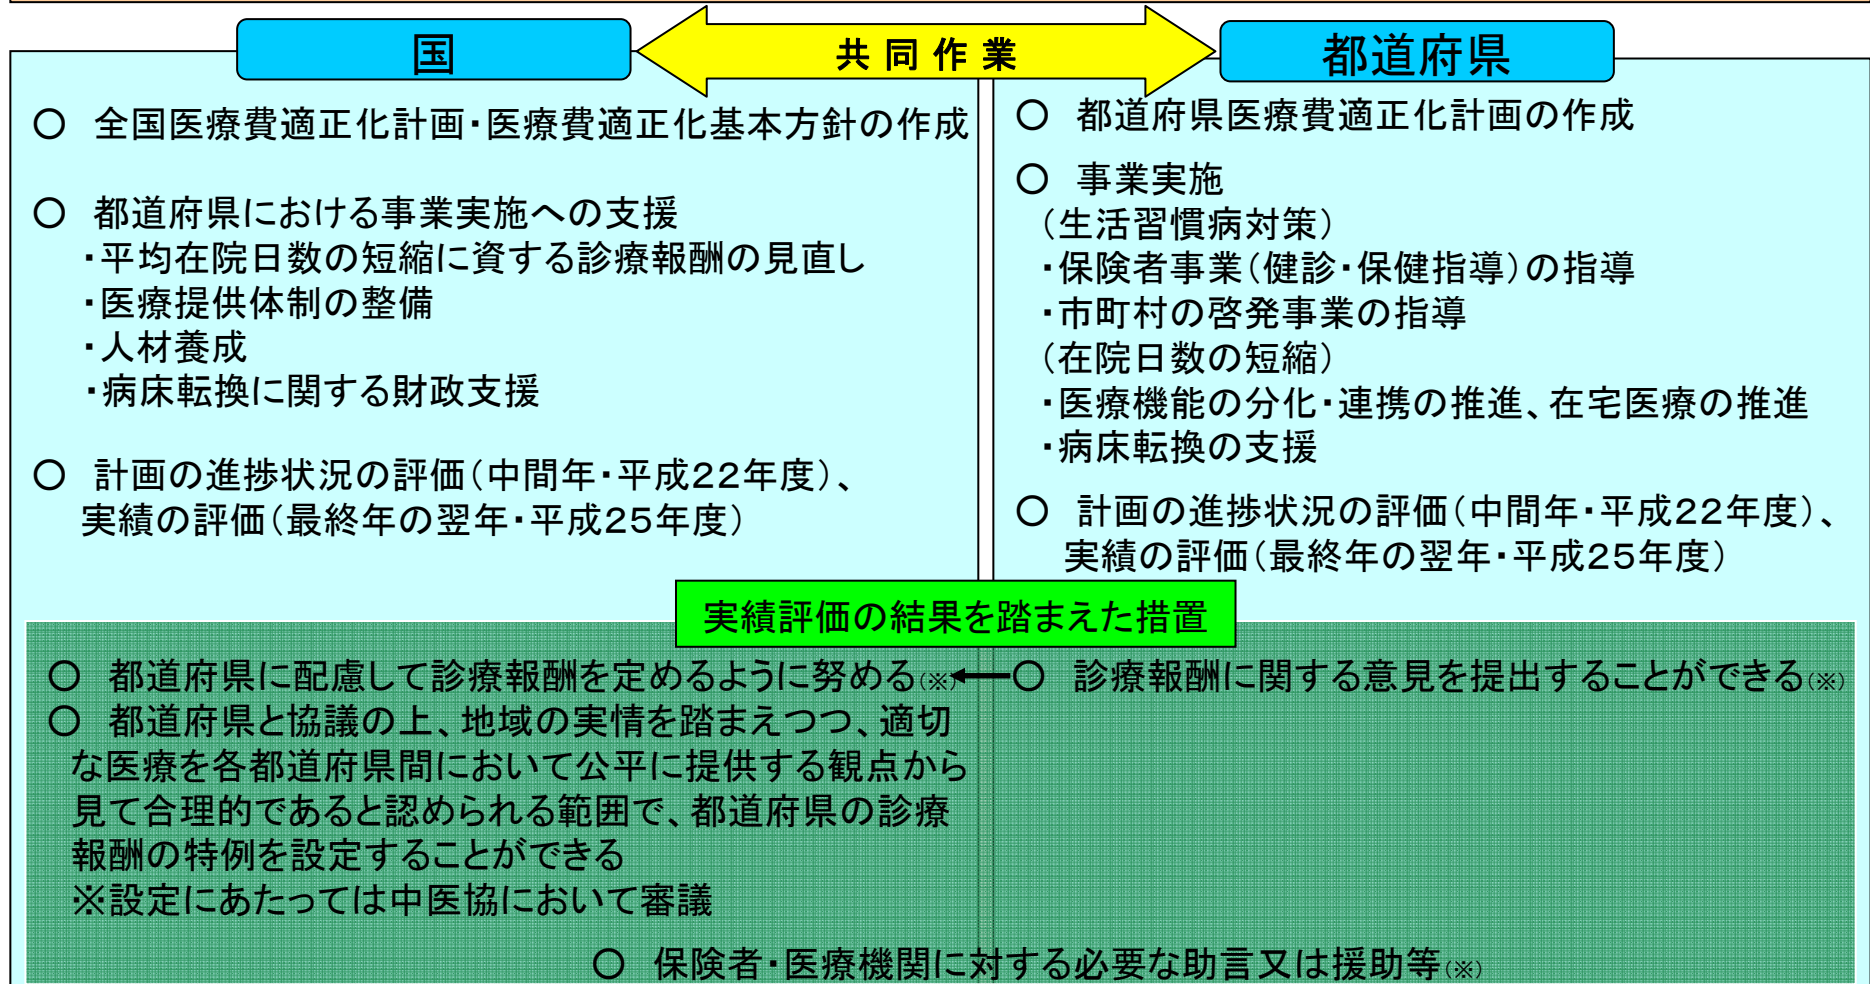 国
共同作業
都道府県
○ 全国医療費適正化計画・医療費適正化基本方針の作成
○ 都道府県における事業実施への支援
・平均在院日数の短縮に資する診療報酬の見直し
・医療提供体制の整備
・人材養成
・病床転換に関する財政支援
○ 計画の進捗状況の評価(中間年・平成22年度)、
実績の評価(最終年の翌年・平成25年度)
○ 都道府県医療費適正化計画の作成
○ 事業実施
(生活習慣病対策)
・保険者事業(健診・保健指導)の指導
・市町村の啓発事業の指導
(在院日数の短縮)
・医療機能の分化・連携の推進、在宅医療の推進
・病床転換の支援
○ 計画の進捗状況の評価(中間年・平成22年度)、
実績の評価(最終年の翌年・平成25年度)
実績評価の結果を踏まえた措置
○ 都道府県に配慮して診療報酬を定めるように努める(※)
○ 診療報酬に関する意見を提出することができる(※)
○ 都道府県と協議の上、地域の実情を踏まえつつ、適切
な医療を各都道府県間において公平に提供する観点から
見て合理的であると認められる範囲で、都道府県の診療
報酬の特例を設定することができる
※設定にあたっては中医協において審議
○ 保険者・医療機関に対する必要な助言又は援助等(※)